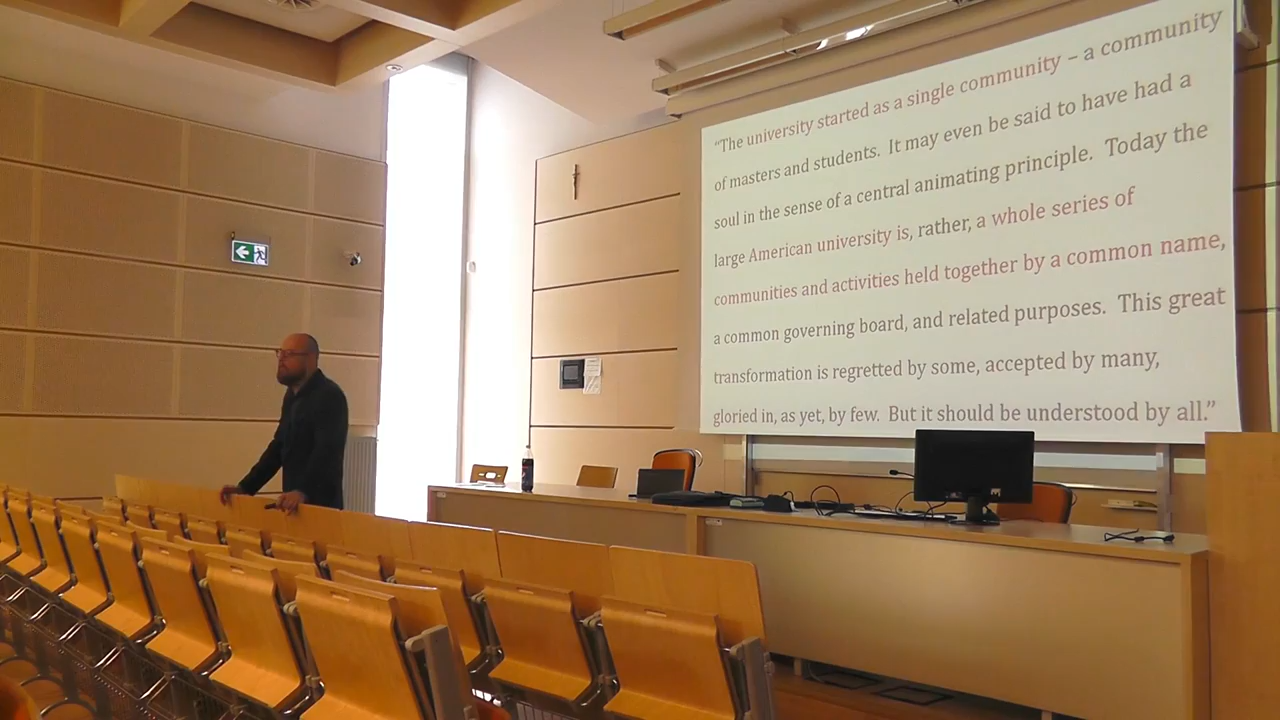 “The university started as a single community – a community
of masters and students.  It may even be said to have had a
soul in the sense of a central animating principle.  Today the
large American university is, rather, a whole series of
communities and activities held together by a common name,
a common governing board, and related purposes.  This great
transformation is regretted by some, accepted by many,
gloried in, as yet, by few.  But it should be understood by all.”